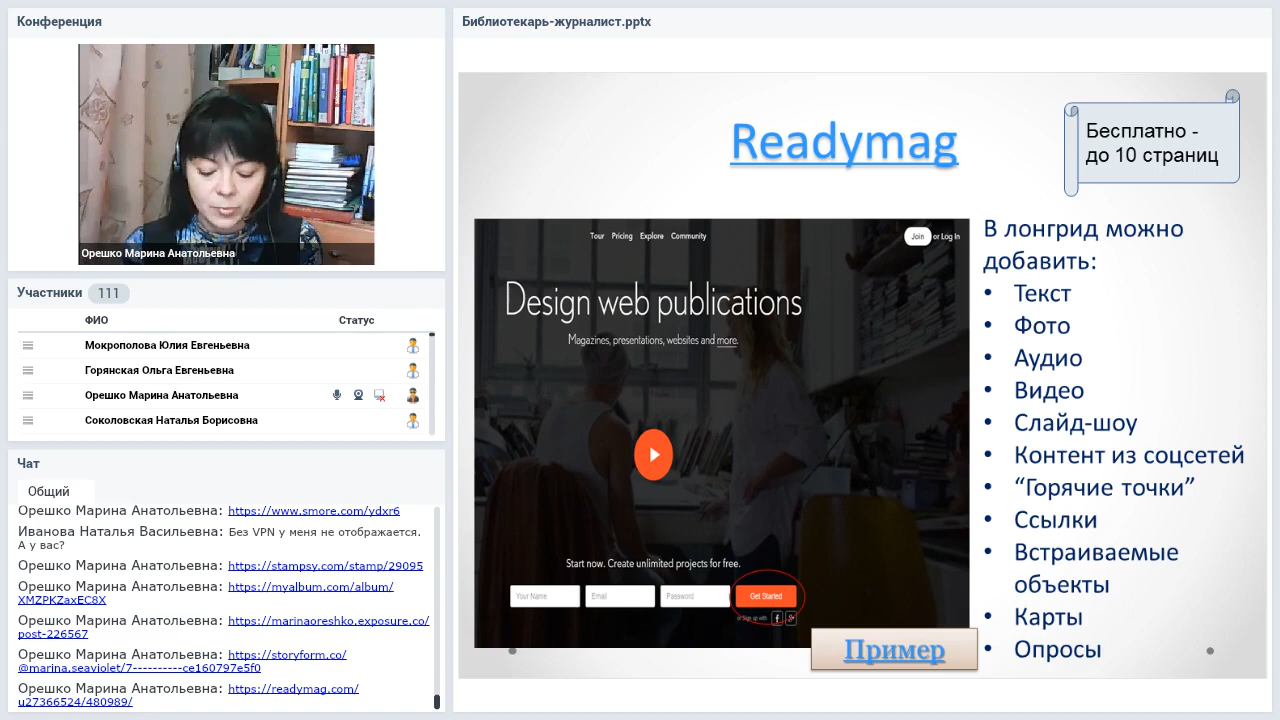 Конференция
Орешко Марина Анатольевна
Участники 111
ФИО Статус
Мокрополова Юлия Евгеньевна
Горянская Ольга Евгеньевна
Орешко Марина Анатольевна
Соколовская Наталья Борисовна
Чат
Общий
Орешко Марина Анатольевна: https://www.smore.com/ydxr6
Иванова Наталья Васильевна: Без VPN у меня не отображается.
А у вас?
Орешко Марина Анатольевна: https://stampsy.com/stamp/29095
Орешко Марина Анатольевна: https://myalbum.com/album/
XMZPKZaxEC8X
Орешко Марина Анатольевна: https://marinaoreshko.exposure.co/
post-226567
Орешко Марина Анатольевна: https://storyform.co/
@marina.seaviolet/7----------ce160797e5f0
Орешко Марина Анатольевна: https://readymag.com/
u27366524/480989/
Библиотекарь-журналист.pptx
Readymag
Бесплатно -
до 10 страниц
Tour Pricing Explore Community
Join or Log In
Design web publications
Magazines, presentations, websites and more.
Start now. Create unlimited projects for free.
Your Name Email Password Get Started
or Sign up with
Пример
В лонгрид можно
добавить:
• Текст
• Фото
• Аудио
• Видео
• Слайд-шоу
• Контент из соцсетей
• “Горячие точки”
• Ссылки
• Встраиваемые
объекты
• Карты
• Опросы